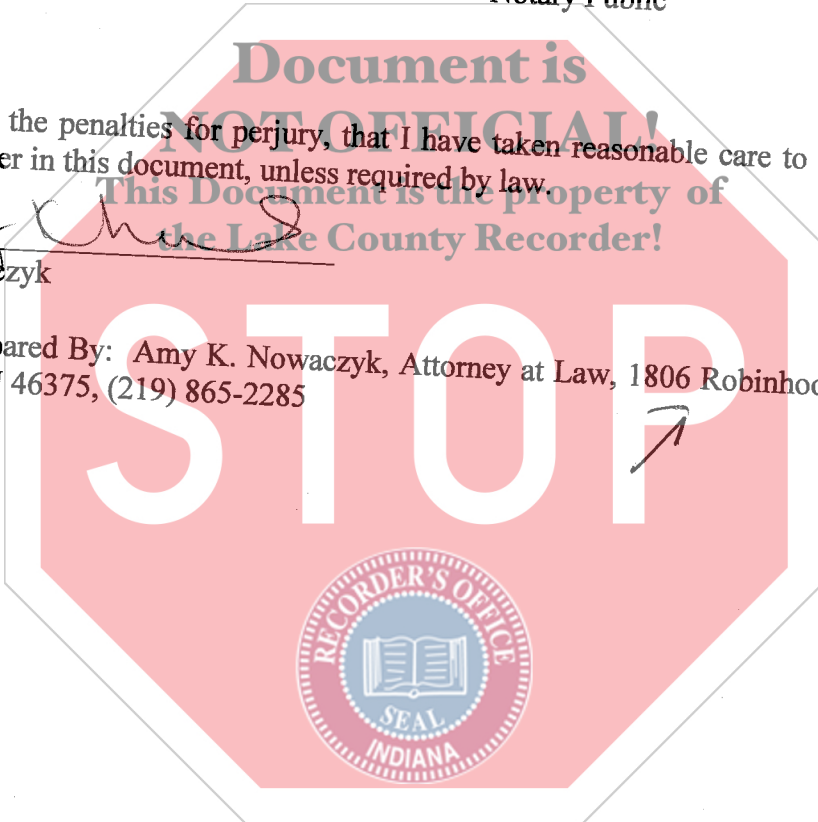 Notary Public
Document is
NOT OFFICIAL!
the penalties for perjury, that I have taken reasonable care to
er in this document, unless required by law.
This Document is the property of
the Lake County Recorder!
czyk
STOP
ared By: Amy K. Nowaczyk, Attorney at Law, 1806 Robinhoo
46375, (219) 865-2285
RECORDER'S OFFICE
SEAL
INDIANA